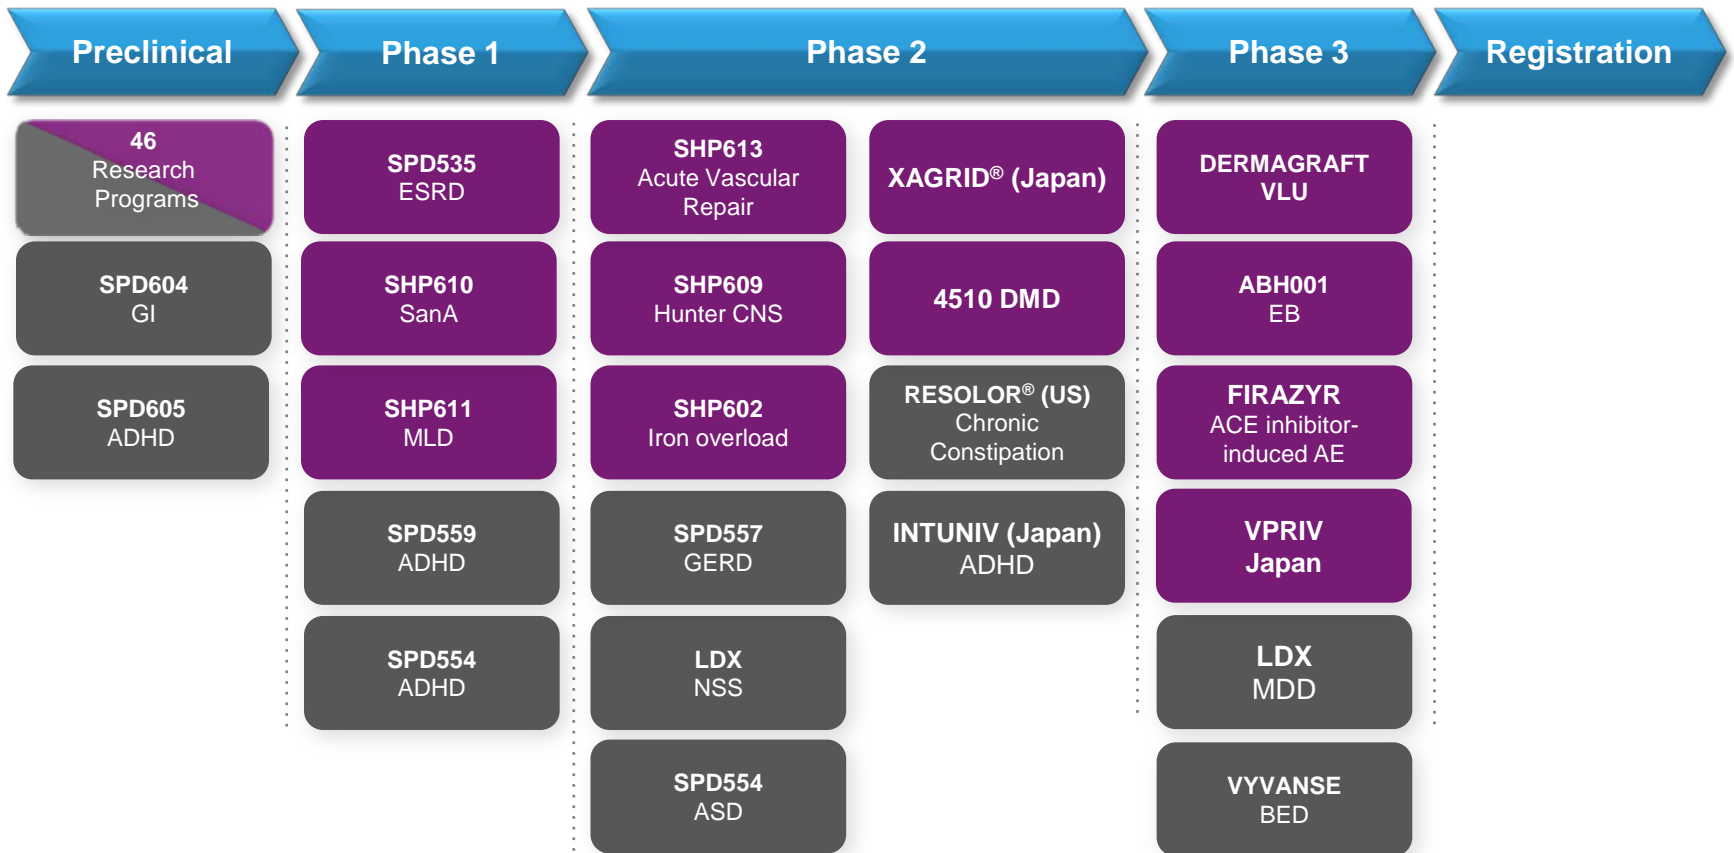 Preclinical
Phase 1
Phase 2
Phase 3
Registration
46
Research
Programs
SPD604
GI
SPD605
ADHD
SPD535
ESRD
SHP610
SanA
SHP611
MLD
SPD559
ADHD
SPD554
ADHD
SHP613
Acute Vascular
Repair
SHP609
Hunter CNS
SHP602
Iron overload
SPD557
GERD
LDX
NSS
SPD554
ASD
XAGRID® (Japan)
4510 DMD
RESOLOR® (US)
Chronic
Constipation
INTUNIV (Japan)
ADHD
DERMAGRAFT
VLU
ABH001
EB
FIRAZYR
ACE inhibitor-
induced AE
VPRIV
Japan
LDX
MDD
VYVANSE
BED